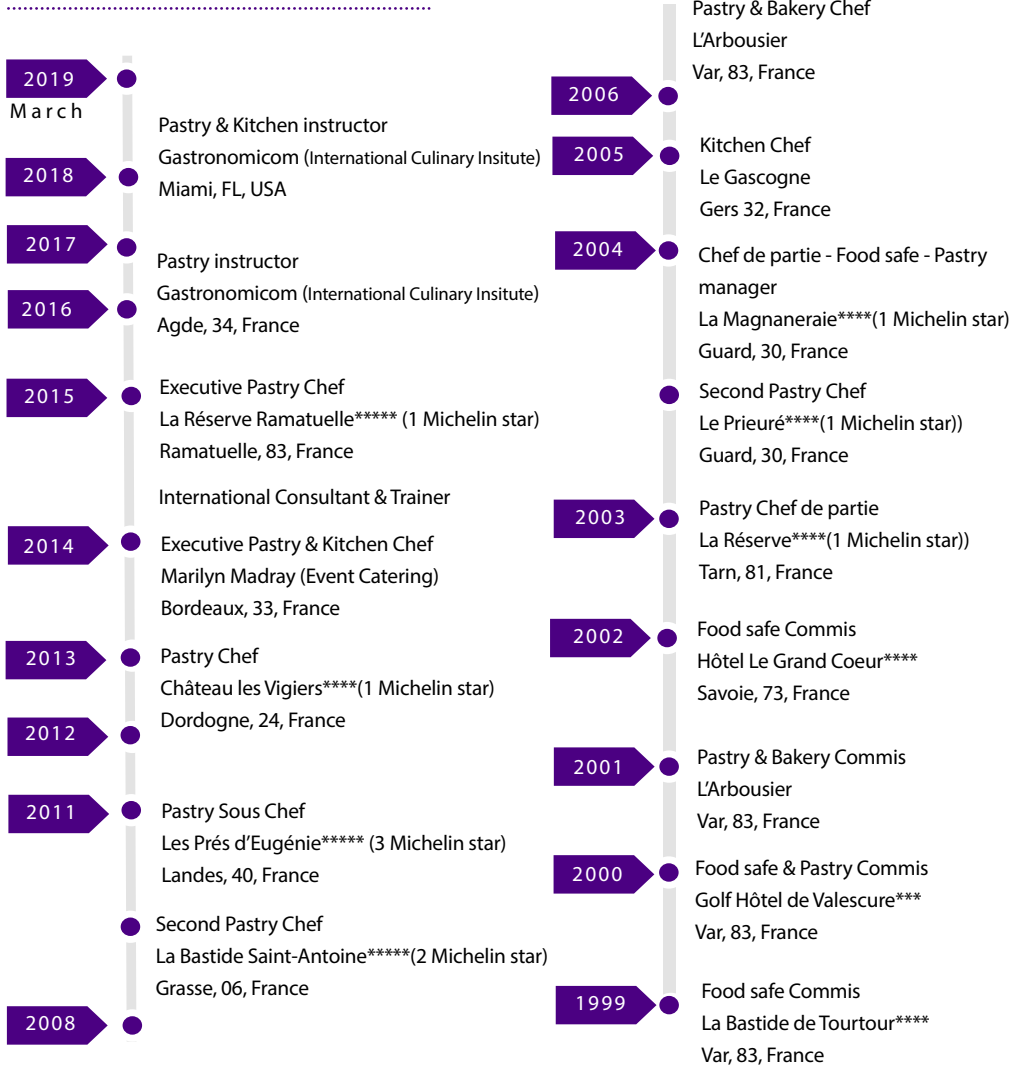 2019
March
Pastry & Kitchen instructor
Gastronomicom (International Culinary Insitute)
2018
Miami, FL, USA
2017
Pastry instructor
Gastronomicom (International Culinary Insitute)
2016
Agde, 34, France
2015
Executive Pastry Chef
La Réserve Ramatuelle***** (1 Michelin star)
Ramatuelle, 83, France
International Consultant & Trainer
2014
Executive Pastry & Kitchen Chef
Marilyn Madray (Event Catering)
Bordeaux, 33, France
2013
Pastry Chef
Château les Vigiers****(1 Michelin star)
Dordogne, 24, France
2012
2011
Pastry Sous Chef
Les Prés d’Eugénie***** (3 Michelin star)
Landes, 40, France
Second Pastry Chef
La Bastide Saint-Antoine*****(2 Michelin star)
Grasse, 06, France
2008
Pastry & Bakery Chef
L’Arbousier
Var, 83, France
2006
2005
Kitchen Chef
Le Gascogne
Gers 32, France
2004
Chef de partie - Food safe - Pastry
manager
La Magnaneraie****(1 Michelin star)
Guard, 30, France
Second Pastry Chef
Le Prieuré****(1 Michelin star))
Guard, 30, France
2003
Pastry Chef de partie
La Réserve****(1 Michelin star))
Tarn, 81, France
2002
Food safe Commis
Hôtel Le Grand Coeur****
Savoie, 73, France
2001
Pastry & Bakery Commis
L’Arbousier
Var, 83, France
2000
Food safe & Pastry Commis
Golf Hôtel de Valescure***
Var, 83, France
1999
Food safe Commis
La Bastide de Tourtour****
Var, 83, France